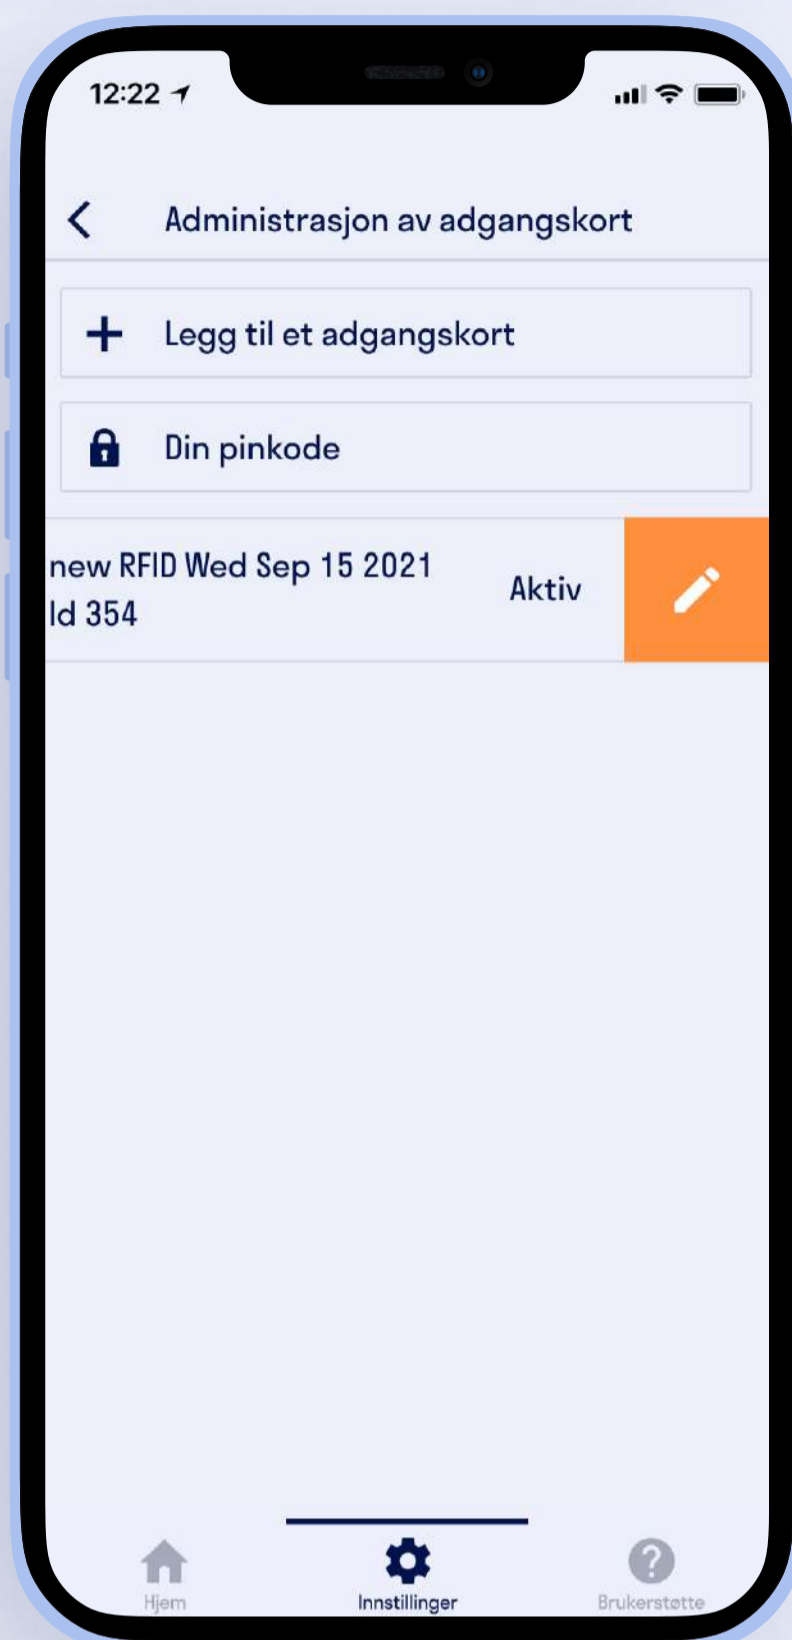 12:22
Administrasjon av adgangskort
Legg til et adgangskort
Din pinkode
new RFID Wed Sep 15 2021
Id 354
Aktiv
Hjem
Innstillinger
Brukerstøtte